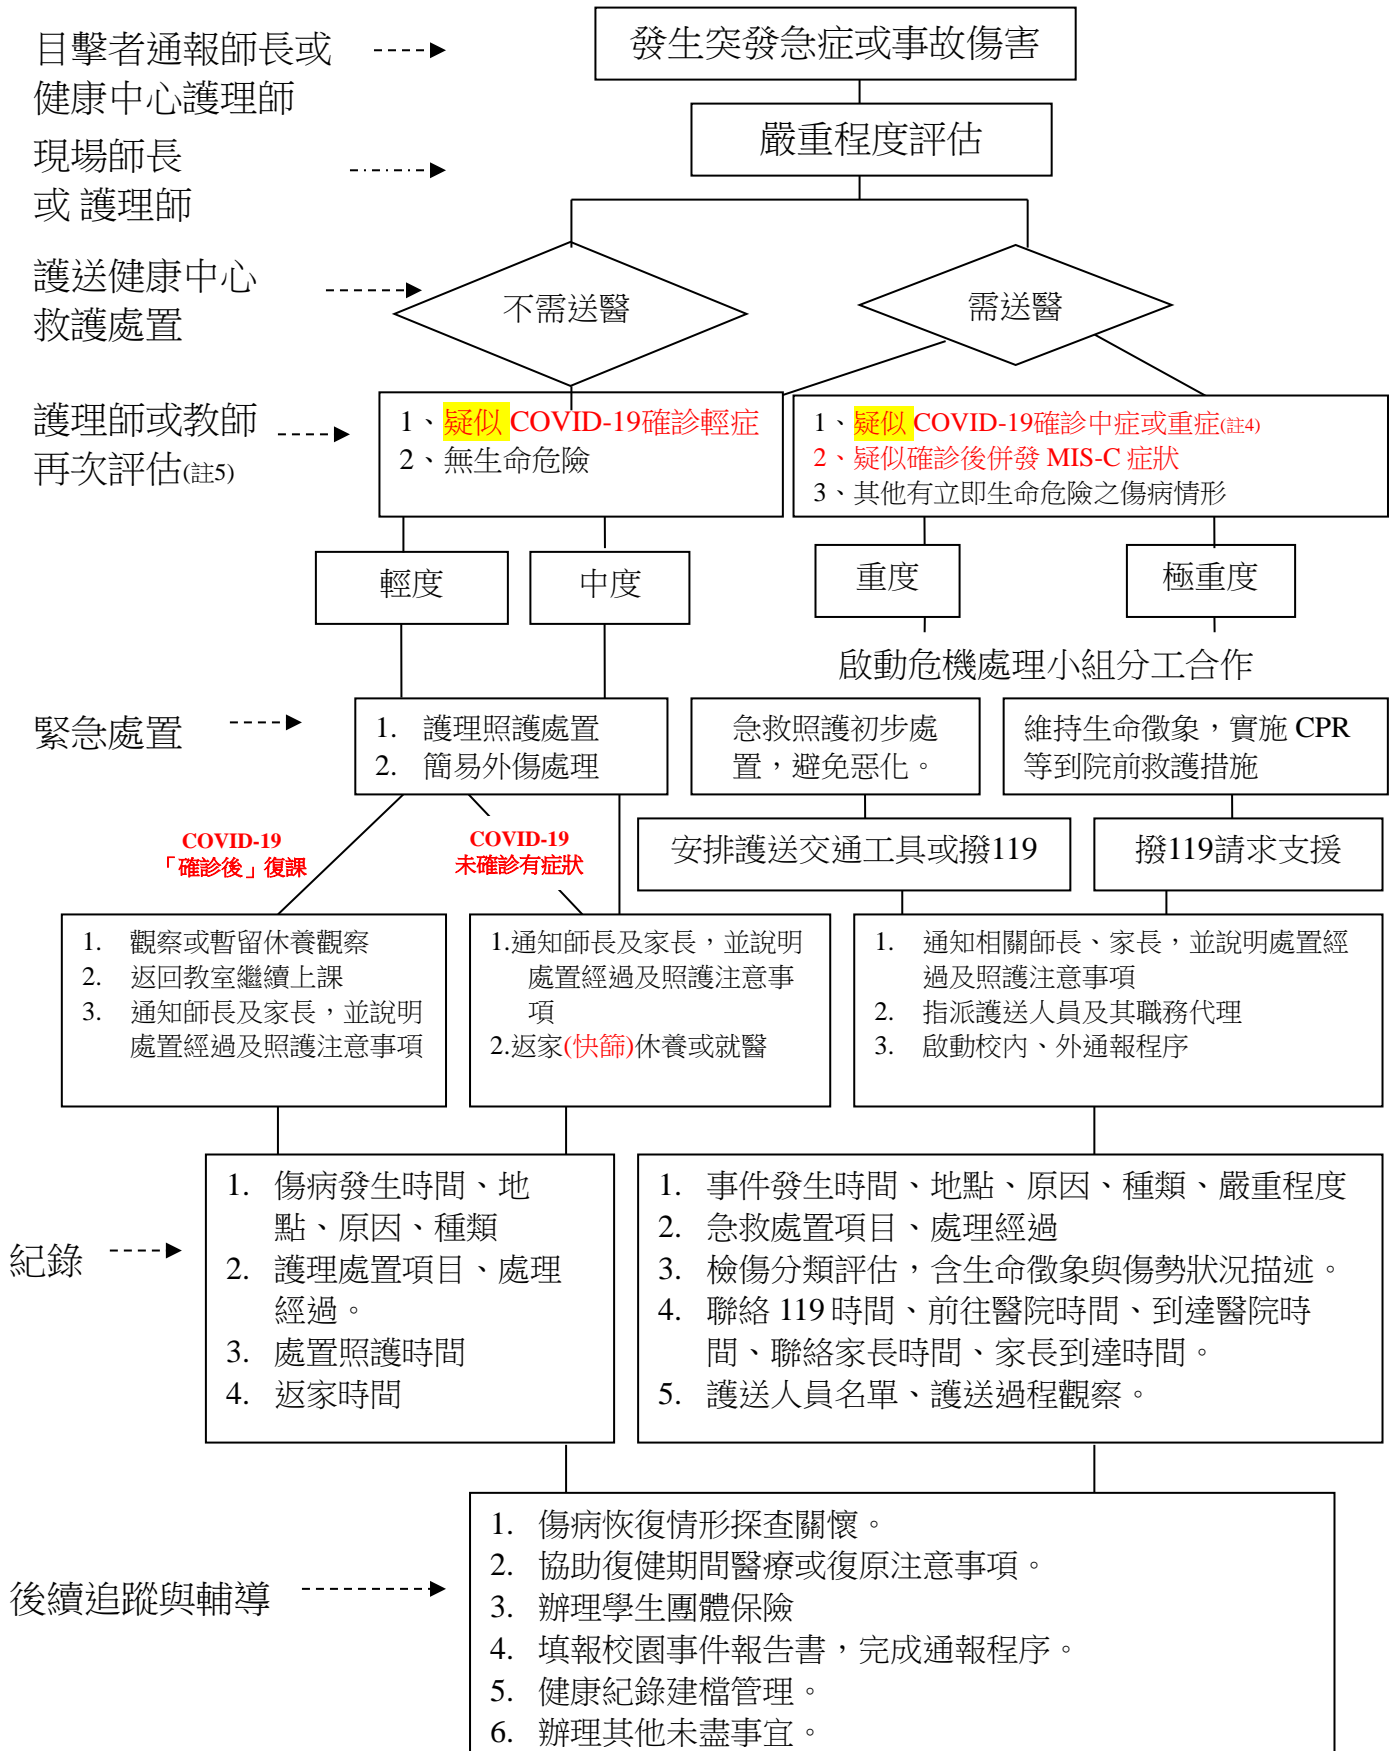 目擊者通報師長或
健康中心護理師
發生突發急症或事故傷害
現場師長
或 護理師
嚴重程度評估
護送健康中心
救護處置
不需送醫
需送醫
護理師或教師
再次評估(註5)
1、疑似 COVID-19確診輕症
2、無生命危險
1、疑似 COVID-19確診中症或重症(註4)
2、疑似確診後併發 MIS-C 症狀
3、其他有立即生命危險之傷病情形
輕度
中度
重度
極重度
啟動危機處理小組分工合作
緊急處置
1. 護理照護處置
2. 簡易外傷處理
急救照護初步處
置，避免惡化。
維持生命徵象，實施 CPR
等到院前救護措施
COVID-19
「確診後」復課
COVID-19
未確診有症狀
安排護送交通工具或撥119
撥119請求支援
1. 觀察或暫留休養觀察
2. 返回教室繼續上課
3. 通知師長及家長，並說明
處置經過及照護注意事項
1.通知師長及家長，並說明
處置經過及照護注意事
項
2.返家(快篩)休養或就醫
1. 通知相關師長、家長，並說明處置經
過及照護注意事項
2. 指派護送人員及其職務代理
3. 啟動校內、外通報程序
紀錄
1. 傷病發生時間、地
點、原因、種類
2. 護理處置項目、處理
經過。
3. 處置照護時間
4. 返家時間
1. 事件發生時間、地點、原因、種類、嚴重程度
2. 急救處置項目、處理經過
3. 檢傷分類評估，含生命徵象與傷勢狀況描述。
4. 聯絡 119 時間、前往醫院時間、到達醫院時
間、聯絡家長時間、家長到達時間。
5. 護送人員名單、護送過程觀察。
後續追蹤與輔導
1. 傷病恢復情形探查關懷。
2. 協助復健期間醫療或復原注意事項。
3. 辦理學生團體保險
4. 填報校園事件報告書，完成通報程序。
5. 健康紀錄建檔管理。
6. 辦理其他未盡事宜。